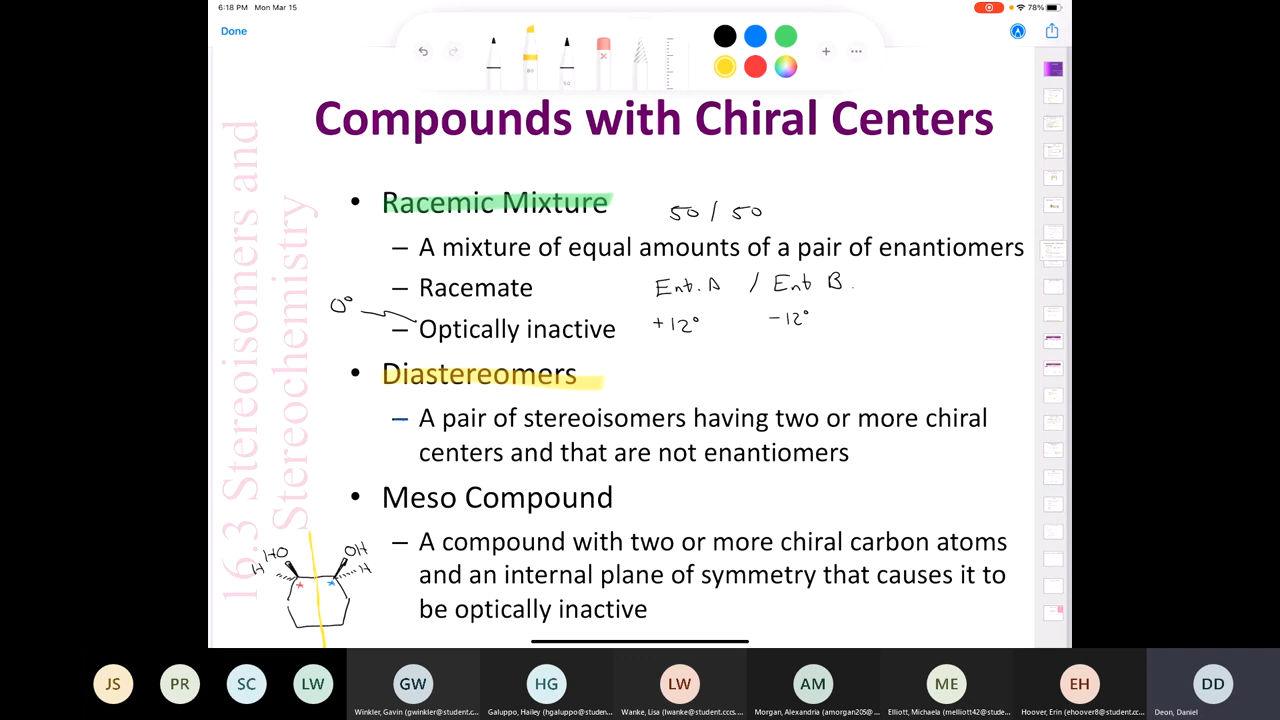 6:18 PM Mon Mar 15
78%
Done
Compounds with Chiral Centers
16.3 Stereoisomers and
Stereochemistry
• Racemic Mixture 50 / 50
– A mixture of equal amounts of a pair of enantiomers
– Racemate Ent. A / Ent B.
0°
– Optically inactive +12° -12°
• Diastereomers
– A pair of stereoisomers having two or more chiral
centers and that are not enantiomers
• Meso Compound
– A compound with two or more chiral carbon atoms
and an internal plane of symmetry that causes it to
be optically inactive
HO OH
H H
JS PR SC LW GW HG LW AM ME EH DD
Winkler, Gavin (gwinkler@student.c... Galuppo, Hailey (hgaluppo@studen... Wanke, Lisa (lwanke@student.cccs.... Morgan, Alexandria (amorgan205@... Elliott, Michaela (melliott42@stude... Hoover, Erin (ehoover8@student.cc... Deon, Daniel